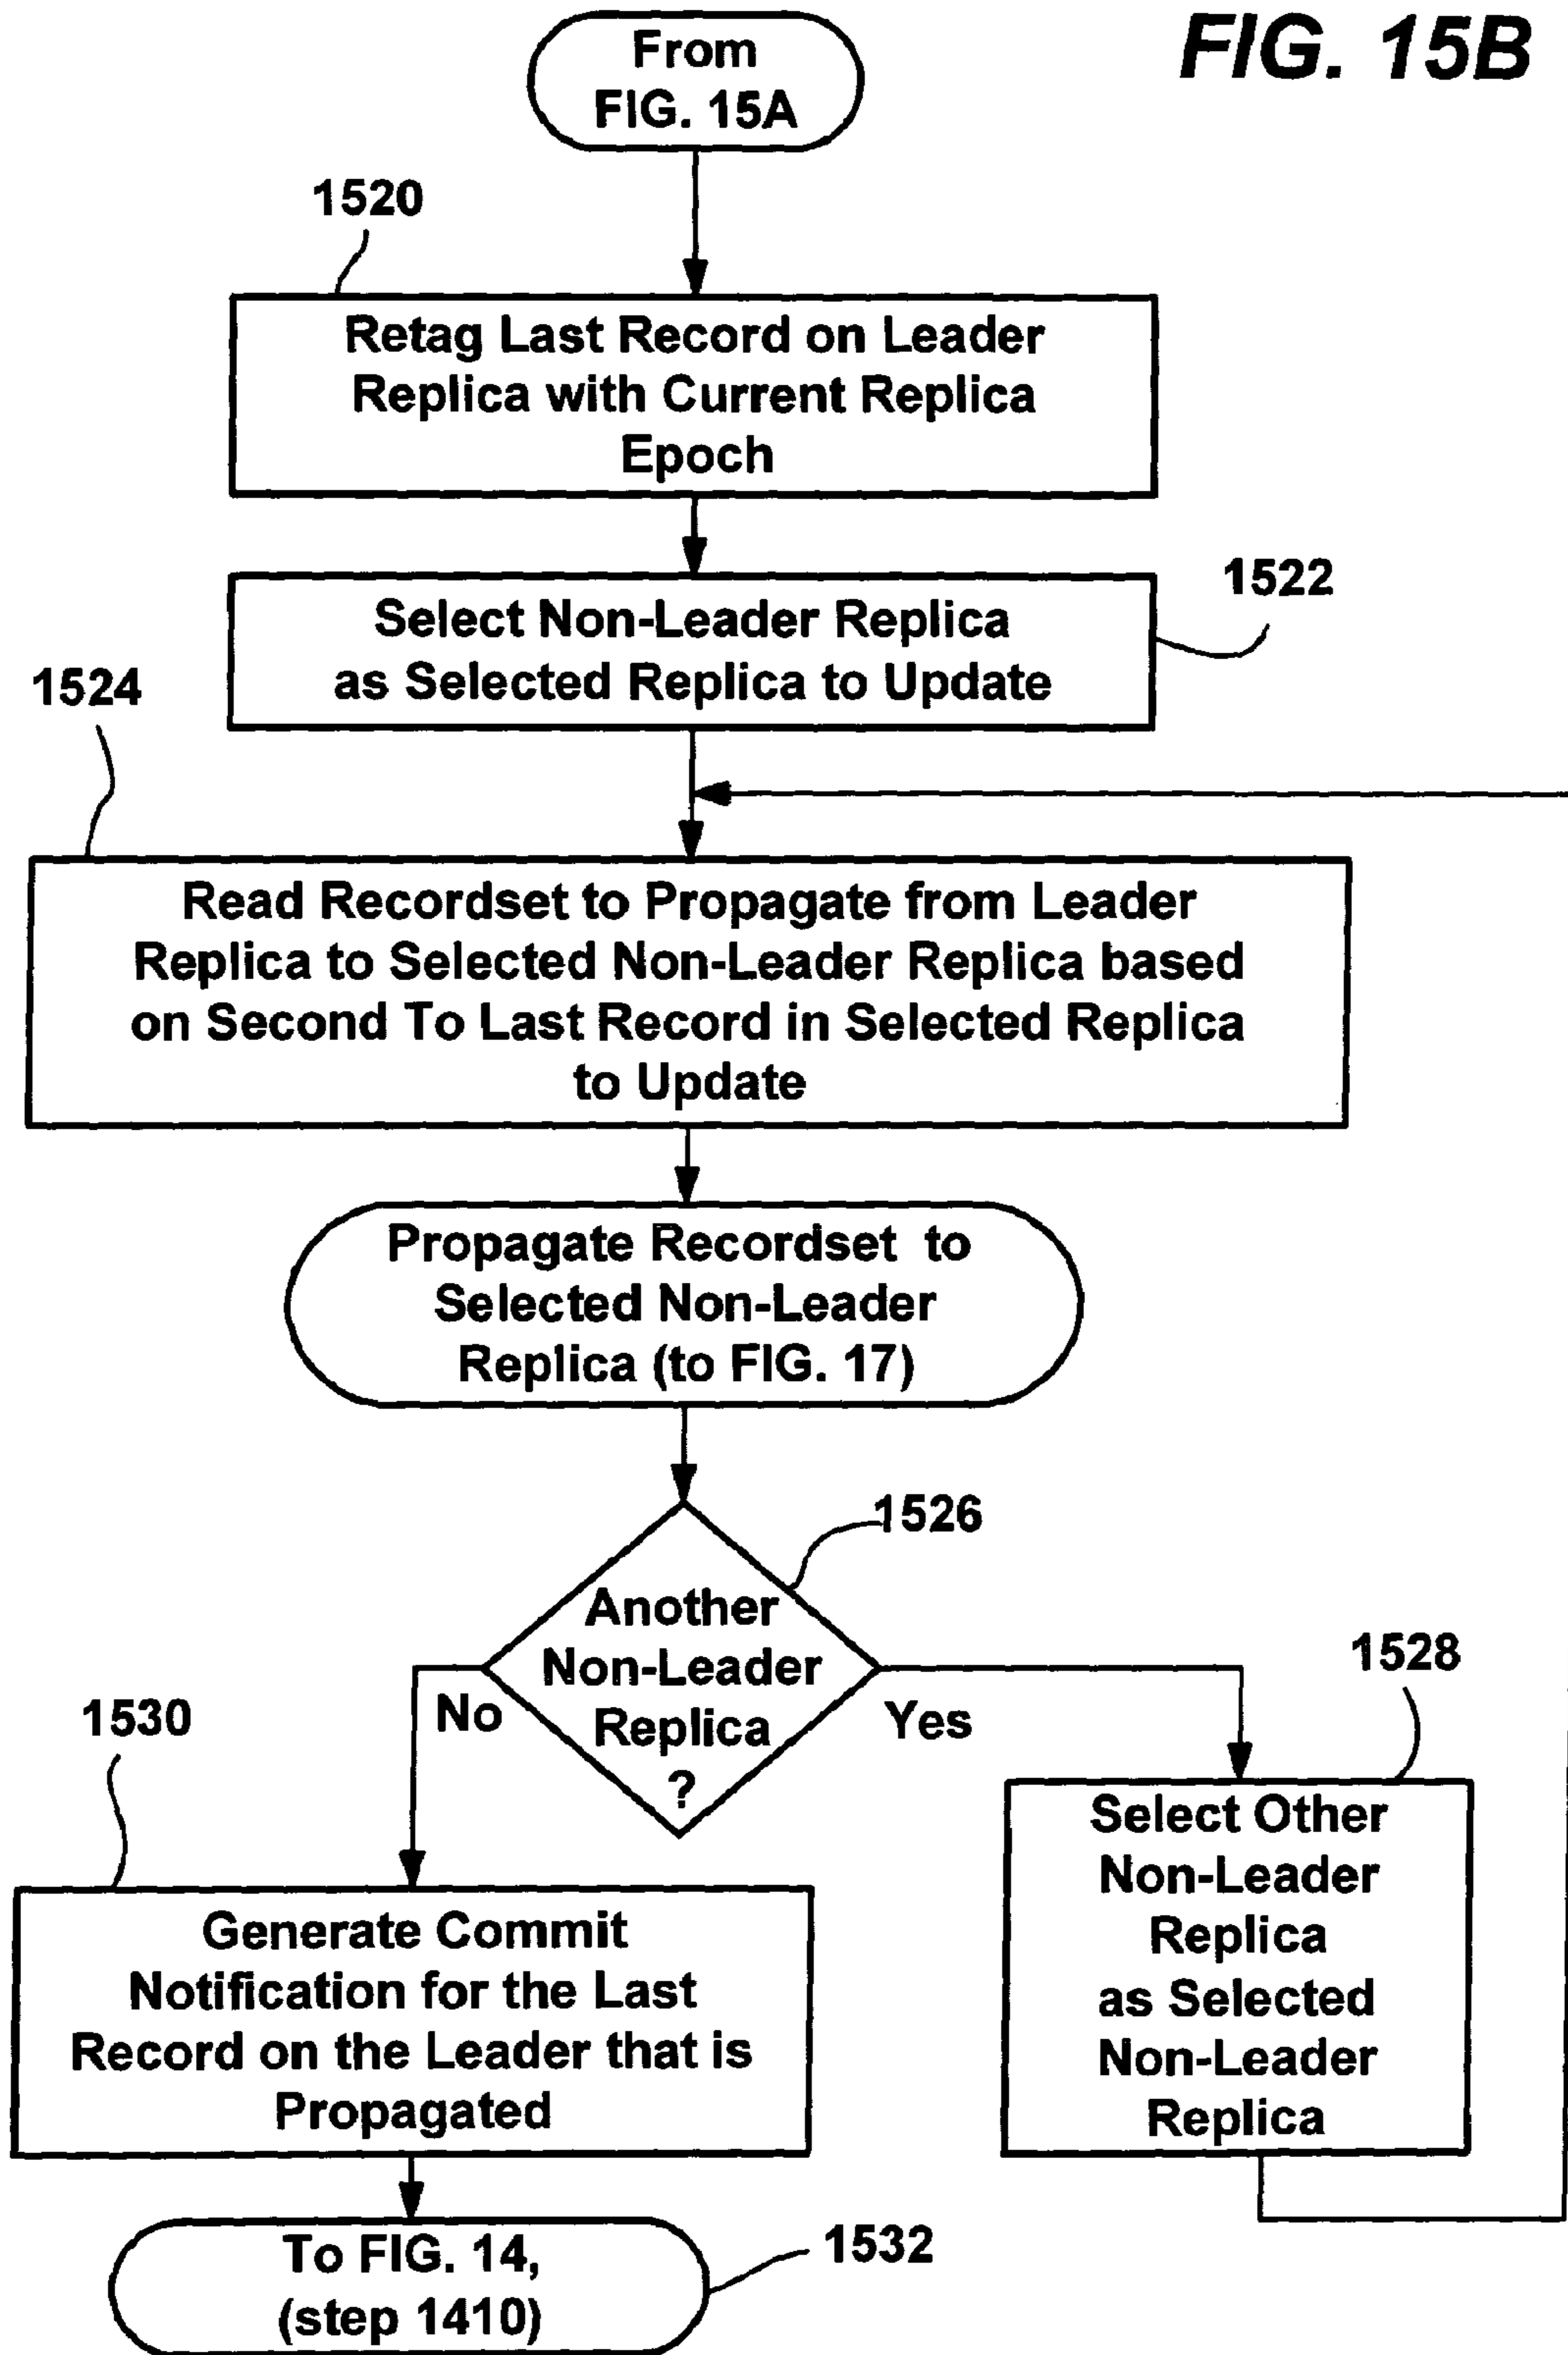 FIG. 15B
From
FIG. 15A
1520
Retag Last Record on Leader
Replica with Current Replica
Epoch
1522
Select Non-Leader Replica
as Selected Replica to Update
1524
Read Recordset to Propagate from Leader
Replica to Selected Non-Leader Replica based
on Second To Last Record in Selected Replica
to Update
Propagate Recordset to
Selected Non-Leader
Replica (to FIG. 17)
1526
Another
Non-Leader
Replica
?
No
Yes
1528
Select Other
Non-Leader
Replica
as Selected
Non-Leader
Replica
1530
Generate Commit
Notification for the Last
Record on the Leader that is
Propagated
To FIG. 14,
(step 1410)
1532